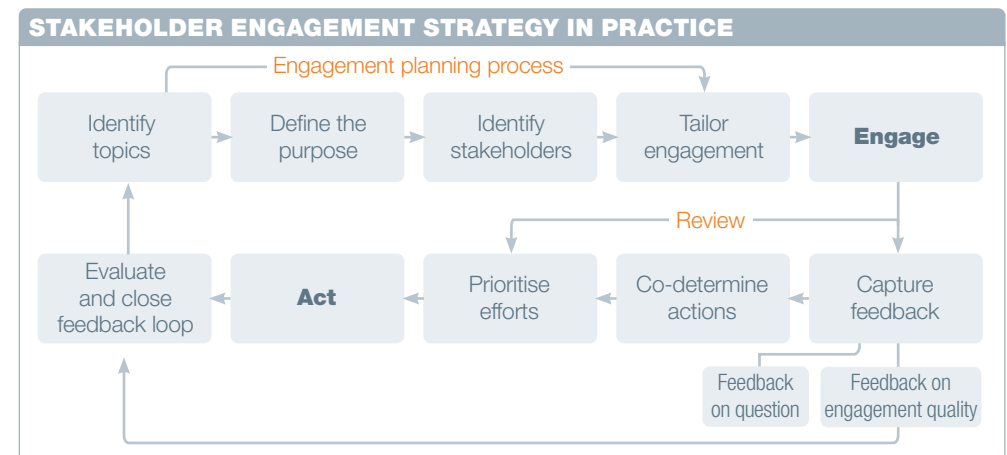 STAKEHOLDER ENGAGEMENT STRATEGY IN PRACTICE
Engagement planning process
Identify
topics
Define the
purpose
Identify
stakeholders
Tailor
engagement
Engage
Review
Evaluate
and close
feedback loop
Act
Prioritise
efforts
Co-determine
actions
Capture
feedback
Feedback
on question
Feedback on
engagement quality